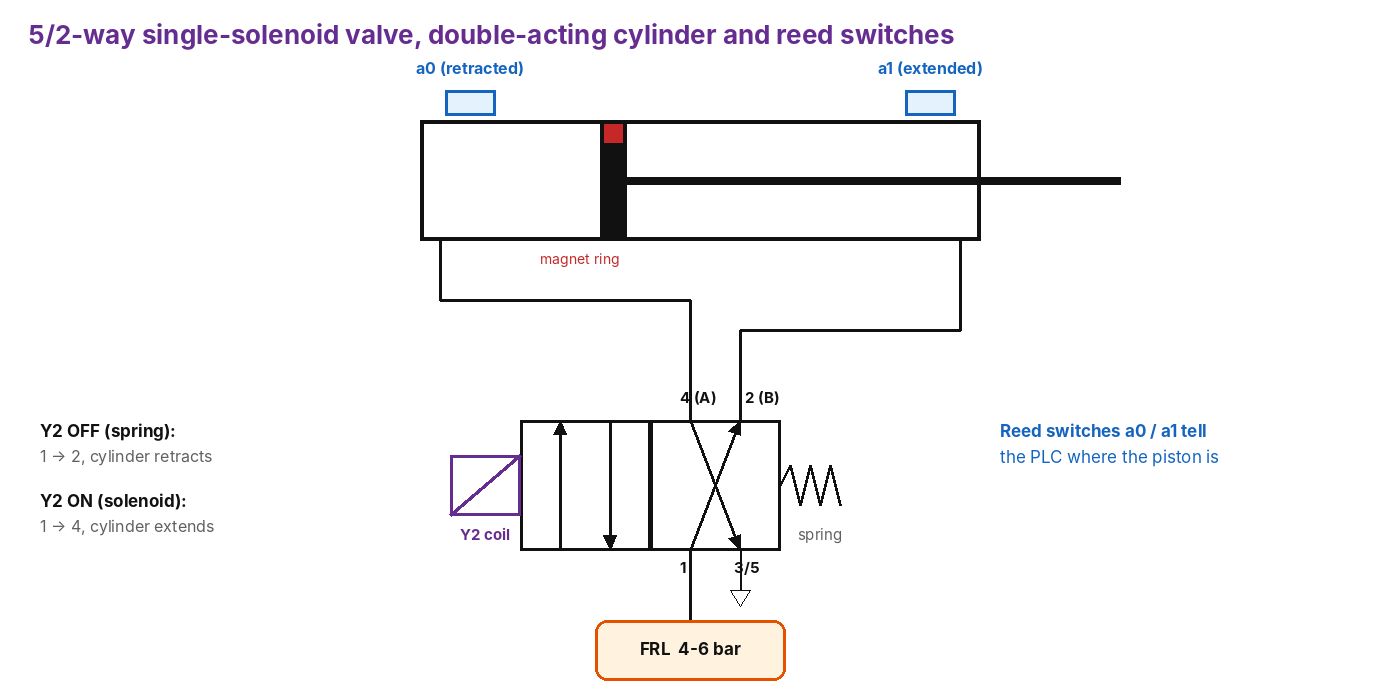 5/2-way single-solenoid valve, double-acting cylinder and reed switches
a0 (retracted)
a1 (extended)
magnet ring
4 (A)
2 (B)
Y2 OFF (spring):
1 → 2, cylinder retracts
Y2 ON (solenoid):
1 → 4, cylinder extends
Reed switches a0 / a1 tell
the PLC where the piston is
Y2 coil
spring
1
3/5
FRL 4-6 bar